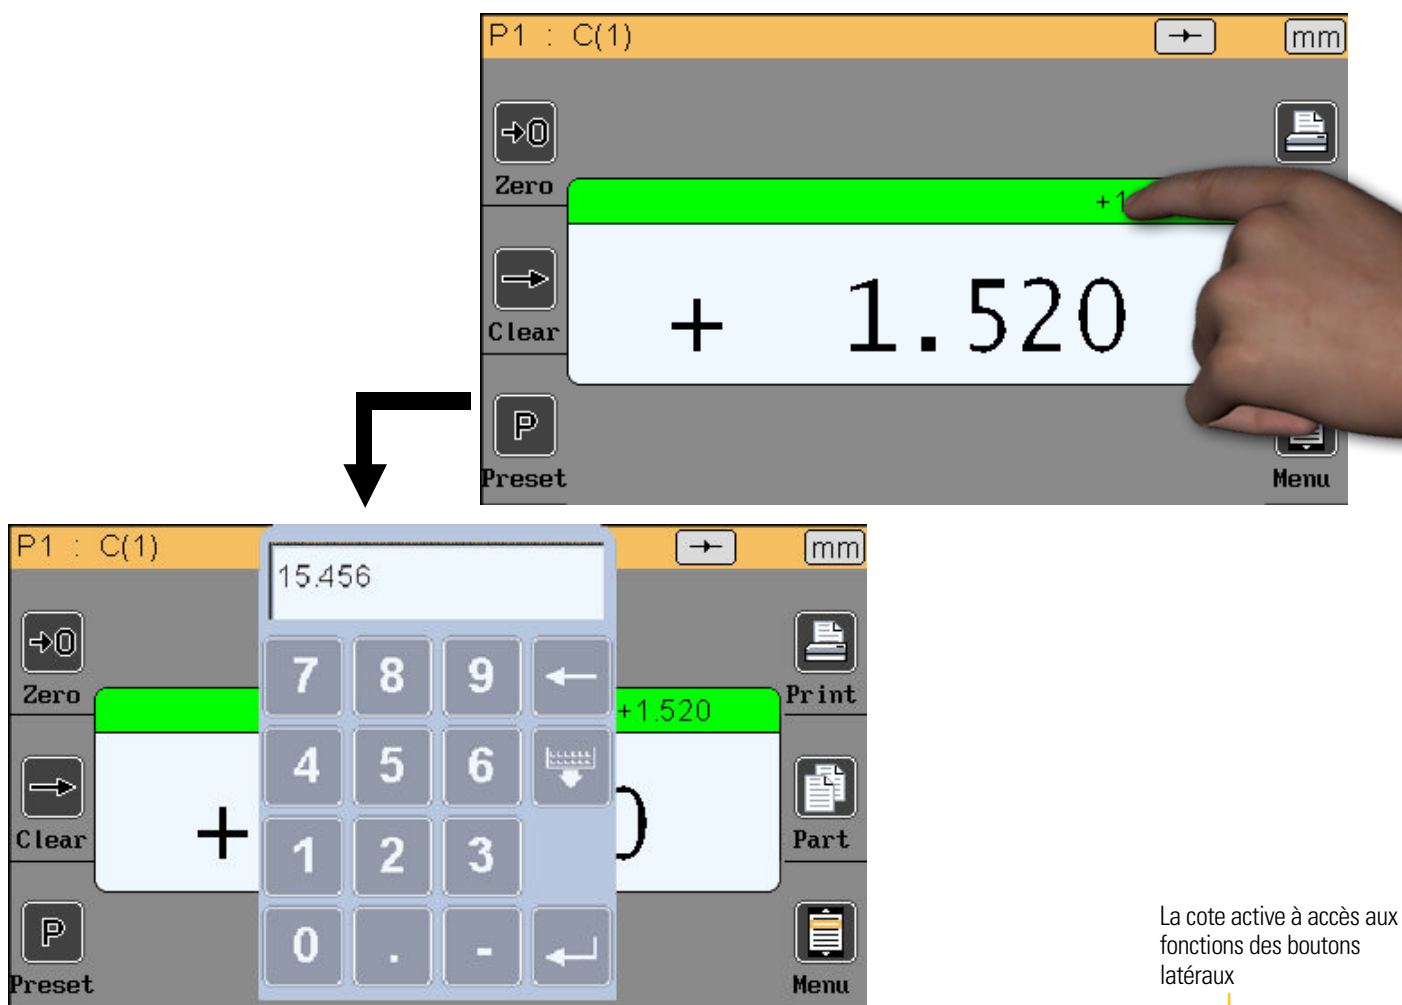 P1 : C(1) mm
Zero
+1
Clear
+ 1.520
P
Preset
Menu
P1 : C(1) mm
15.456
Zero
7 8 9
Print
+1.520
4 5 6
Clear
+ 0
1 2 3
Part
P
0 . -
Preset
Menu
La cote active à accès aux
fonctions des boutons
latéraux